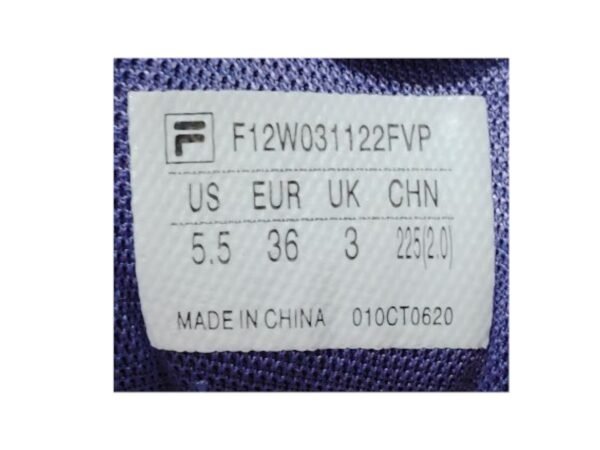 F F12W031122FVP
US EUR UK CHN
5.5 36 3 225(2.0)
MADE IN CHINA 010CT0620